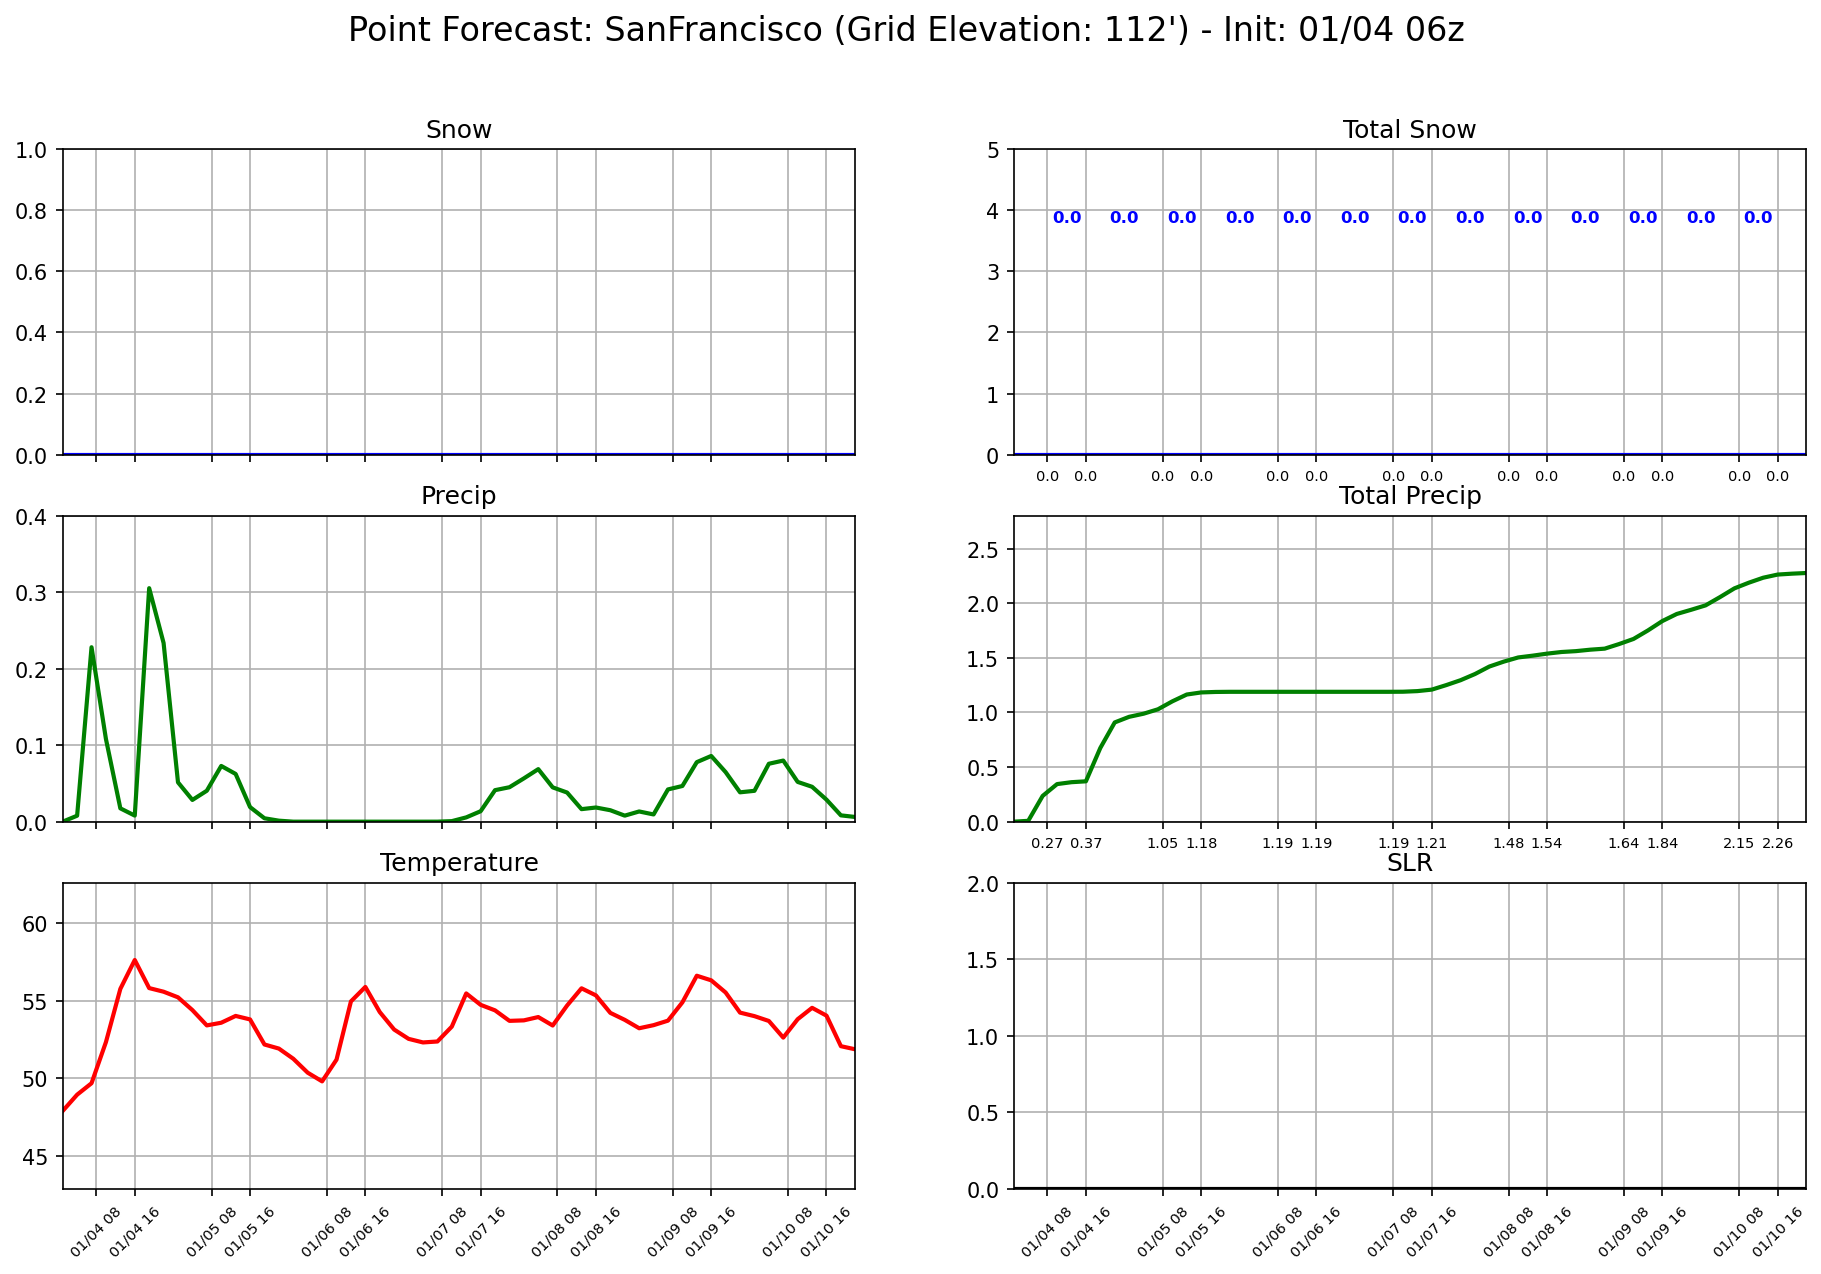 Point Forecast: SanFrancisco (Grid Elevation: 112') - Init: 01/04 06z
Snow
1.0
0.8
0.6
0.4
0.2
0.0
Total Snow
5
4
3
2
1
0
0.0 0.0 0.0 0.0 0.0 0.0 0.0 0.0 0.0 0.0 0.0 0.0 0.0
0.0 0.0 0.0 0.0 0.0 0.0 0.0 0.0 0.0 0.0 0.0 0.0 0.0 0.0
Precip
0.4
0.3
0.2
0.1
0.0
Total Precip
2.5
2.0
1.5
1.0
0.5
0.0
0.27 0.37 1.05 1.18 1.19 1.19 1.19 1.21 1.48 1.54 1.64 1.84 2.15 2.26
Temperature
60
55
50
45
01/04 08 01/04 16 01/05 08 01/05 16 01/06 08 01/06 16 01/07 08 01/07 16 01/08 08 01/08 16 01/09 08 01/09 16 01/10 08 01/10 16
SLR
2.0
1.5
1.0
0.5
0.0
01/04 08 01/04 16 01/05 08 01/05 16 01/06 08 01/06 16 01/07 08 01/07 16 01/08 08 01/08 16 01/09 08 01/09 16 01/10 08 01/10 16